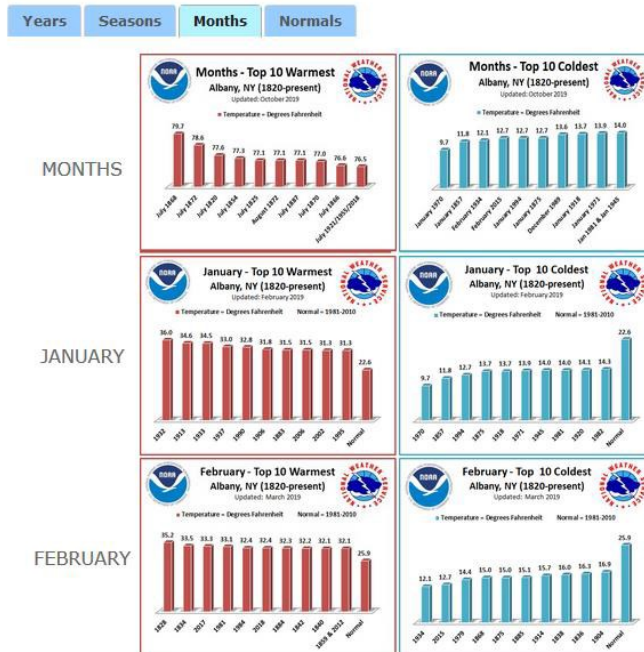 Years Seasons Months Normals
MONTHS
Months - Top 10 Warmest
Albany, NY (1820-present)
Updated: October 2019
Temperature = Degrees Fahrenheit
79.7 78.6 77.6 77.3 77.1 77.1 77.1 77.0 76.6 76.5
July 1868 July 1872 July 1820 July 1854 July 1825 August 1872 July 1887 July 1870 July 1866 July 1921/1955/2018
Months - Top 10 Coldest
Albany, NY (1820-present)
Updated: October 2019
Temperature = Degrees Fahrenheit
9.7 11.8 12.1 12.7 12.7 12.7 13.6 13.7 13.9 14.0
January 1970 January 1857 February 1934 February 2015 January 1994 January 1875 December 1989 January 1918 January 1971 Jan 1981 & Jan 1945
JANUARY
January - Top 10 Warmest
Albany, NY (1820-present)
Updated: February 2019
Temperature = Degrees Fahrenheit Normal = 1981-2010
36.0 34.6 34.5 33.0 32.8 31.8 31.5 31.5 31.3 31.3 22.6
1932 1913 1933 1937 1990 1906 1883 2006 2002 1995 Normal
January - Top 10 Coldest
Albany, NY (1820-present)
Updated: February 2019
Temperature = Degrees Fahrenheit Normal = 1981-2010
9.7 11.8 12.7 13.7 13.7 13.9 14.0 14.0 14.1 14.3 22.6
1970 1857 1994 1875 1918 1971 1945 1981 1920 1982 Normal
FEBRUARY
February - Top 10 Warmest
Albany, NY (1820-present)
Updated: March 2019
Temperature = Degrees Fahrenheit Normal = 1981-2010
35.2 33.5 33.3 33.1 32.4 32.4 32.3 32.2 32.1 32.1 25.9
1828 1834 2017 1981 1984 2018 1884 1842 1840 1859 & 2012 Normal
February - Top 10 Coldest
Albany, NY (1820-present)
Updated: March 2019
Temperature = Degrees Fahrenheit Normal = 1981-2010
12.1 12.7 14.4 15.0 15.0 15.1 15.7 16.0 16.3 16.9 25.9
1934 2015 1979 1868 1875 1885 1914 1838 1836 1904 Normal